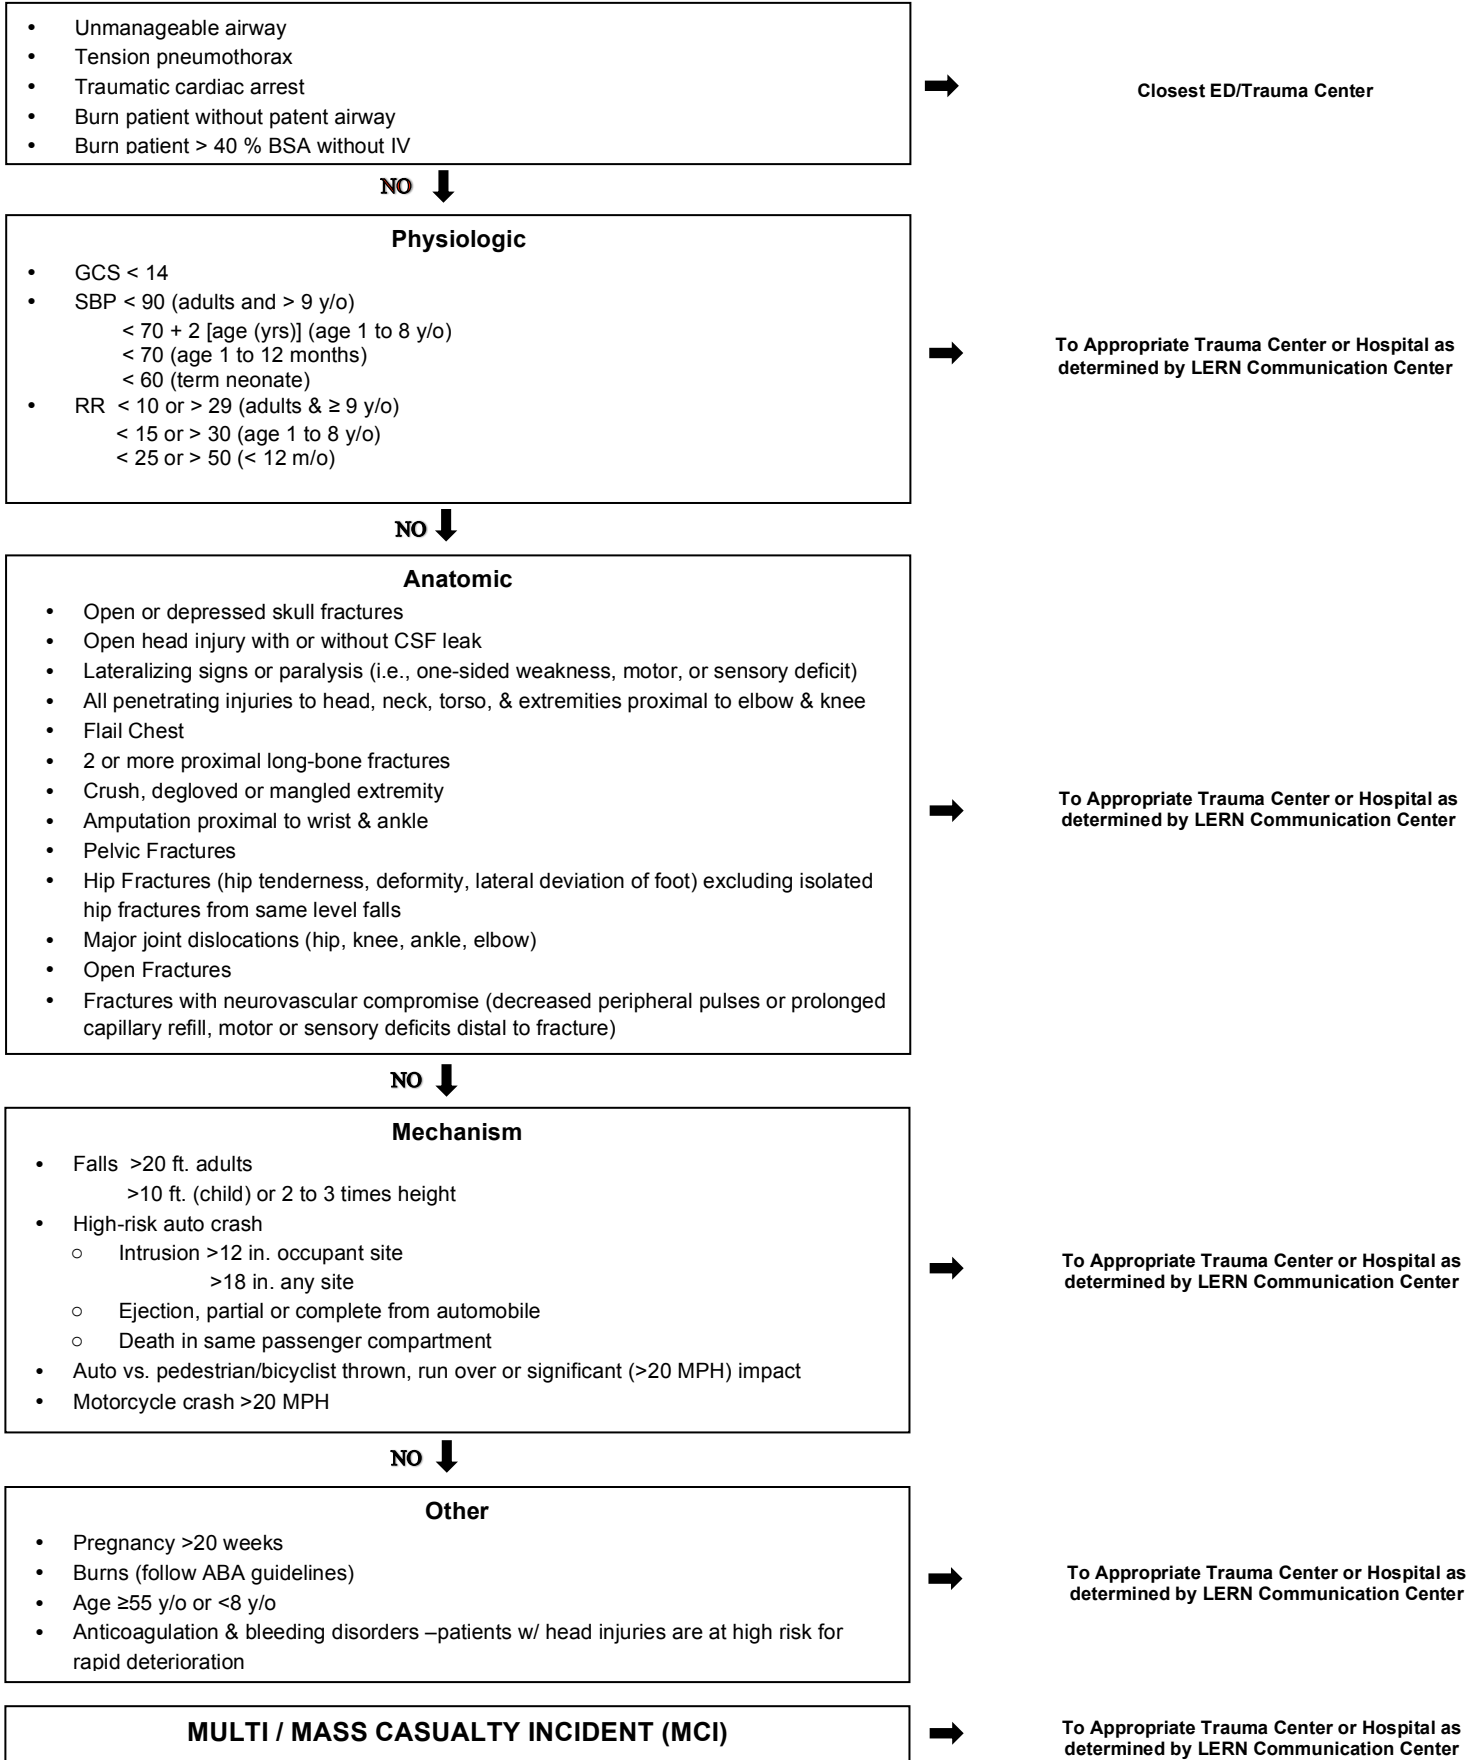 • Unmanageable airway
• Tension pneumothorax
• Traumatic cardiac arrest
• Burn patient without patent airway
• Burn patient > 40 % BSA without IV
Closest ED/Trauma Center
NO
Physiologic
• GCS < 14
• SBP < 90 (adults and > 9 y/o)
< 70 + 2 [age (yrs)] (age 1 to 8 y/o)
< 70 (age 1 to 12 months)
< 60 (term neonate)
• RR < 10 or > 29 (adults & ≥ 9 y/o)
< 15 or > 30 (age 1 to 8 y/o)
< 25 or > 50 (< 12 m/o)
To Appropriate Trauma Center or Hospital as
determined by LERN Communication Center
NO
Anatomic
• Open or depressed skull fractures
• Open head injury with or without CSF leak
• Lateralizing signs or paralysis (i.e., one-sided weakness, motor, or sensory deficit)
• All penetrating injuries to head, neck, torso, & extremities proximal to elbow & knee
• Flail Chest
• 2 or more proximal long-bone fractures
• Crush, degloved or mangled extremity
• Amputation proximal to wrist & ankle
• Pelvic Fractures
• Hip Fractures (hip tenderness, deformity, lateral deviation of foot) excluding isolated
hip fractures from same level falls
• Major joint dislocations (hip, knee, ankle, elbow)
• Open Fractures
• Fractures with neurovascular compromise (decreased peripheral pulses or prolonged
capillary refill, motor or sensory deficits distal to fracture)
To Appropriate Trauma Center or Hospital as
determined by LERN Communication Center
NO
Mechanism
• Falls >20 ft. adults
>10 ft. (child) or 2 to 3 times height
• High-risk auto crash
○ Intrusion >12 in. occupant site
>18 in. any site
○ Ejection, partial or complete from automobile
○ Death in same passenger compartment
• Auto vs. pedestrian/bicyclist thrown, run over or significant (>20 MPH) impact
• Motorcycle crash >20 MPH
To Appropriate Trauma Center or Hospital as
determined by LERN Communication Center
NO
Other
• Pregnancy >20 weeks
• Burns (follow ABA guidelines)
• Age ≥55 y/o or <8 y/o
• Anticoagulation & bleeding disorders –patients w/ head injuries are at high risk for
rapid deterioration
To Appropriate Trauma Center or Hospital as
determined by LERN Communication Center
MULTI / MASS CASUALTY INCIDENT (MCI)
To Appropriate Trauma Center or Hospital as
determined by LERN Communication Center